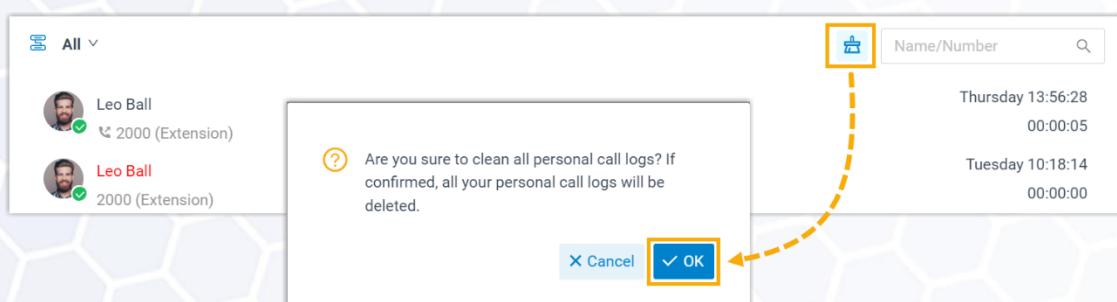 All
Name/Number
Leo Ball
Thursday 13:56:28
2000 (Extension)
00:00:05
Leo Ball
Tuesday 10:18:14
2000 (Extension)
00:00:00
Are you sure to clean all personal call logs? If
confirmed, all your personal call logs will be
deleted.
Cancel
OK